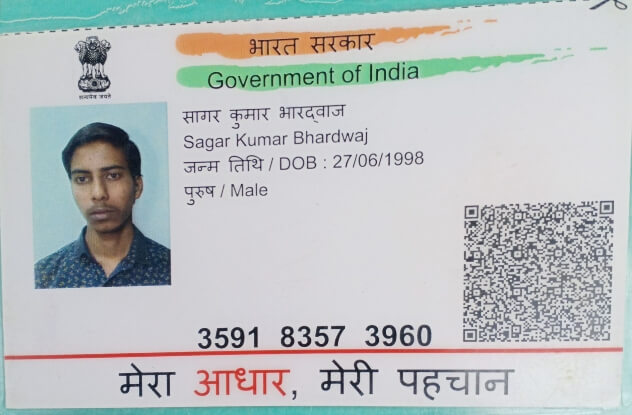 भारत सरकार
Government of India
सत्यमेव जयते
सागर कुमार भारद्वाज
Sagar Kumar Bhardwaj
जन्म तिथि / DOB : 27/06/1998
पुरुष / Male
3591 8357 3960
मेरा आधार, मेरी पहचान